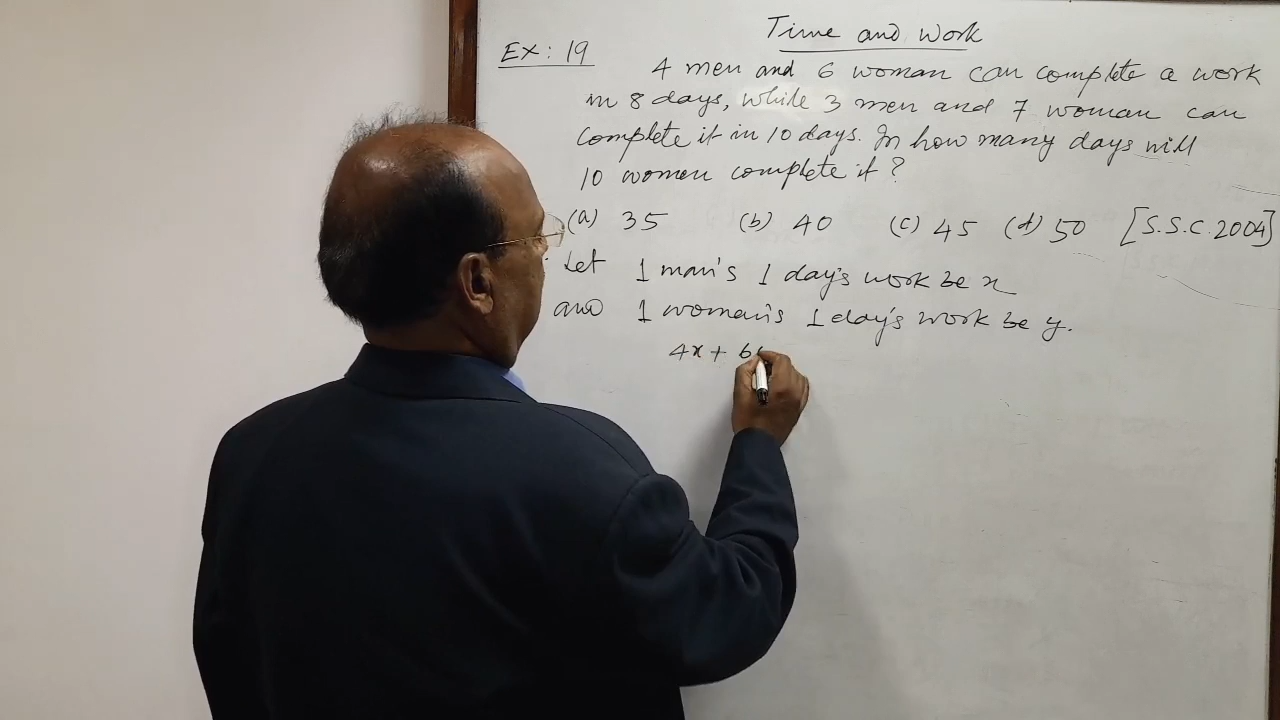 Time and Work
Ex: 19
4 men and 6 woman can complete a work
in 8 days, while 3 men and 7 woman can
complete it in 10 days. In how many days will
10 women complete it?
(a) 35 (b) 40 (c) 45 (d) 50 [S.S.C. 2004]
Let 1 man's 1 day's work be x
and 1 woman's 1 day's work be y.
4x + 6